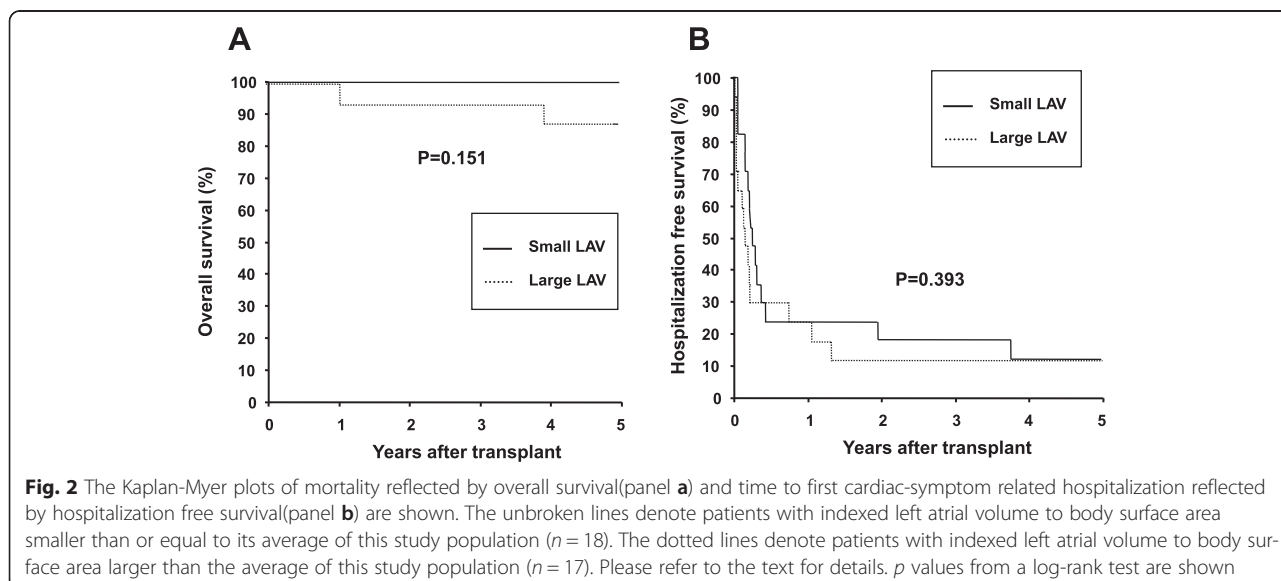 A
B
100
90
80
70
60
50
40
30
20
10
0
Overall survival (%)
P=0.151
Small LAV
Large LAV
0 1 2 3 4 5
Years after transplant
100
90
80
70
60
50
40
30
20
10
0
Hospitalization free survival (%)
Small LAV
Large LAV
P=0.393
0 1 2 3 4 5
Years after transplant
Fig. 2 The Kaplan-Myer plots of mortality reflected by overall survival(panel a) and time to first cardiac-symptom related hospitalization reflected
by hospitalization free survival(panel b) are shown. The unbroken lines denote patients with indexed left atrial volume to body surface area
smaller than or equal to its average of this study population (n = 18). The dotted lines denote patients with indexed left atrial volume to body sur-
face area larger than the average of this study population (n = 17). Please refer to the text for details. p values from a log-rank test are shown